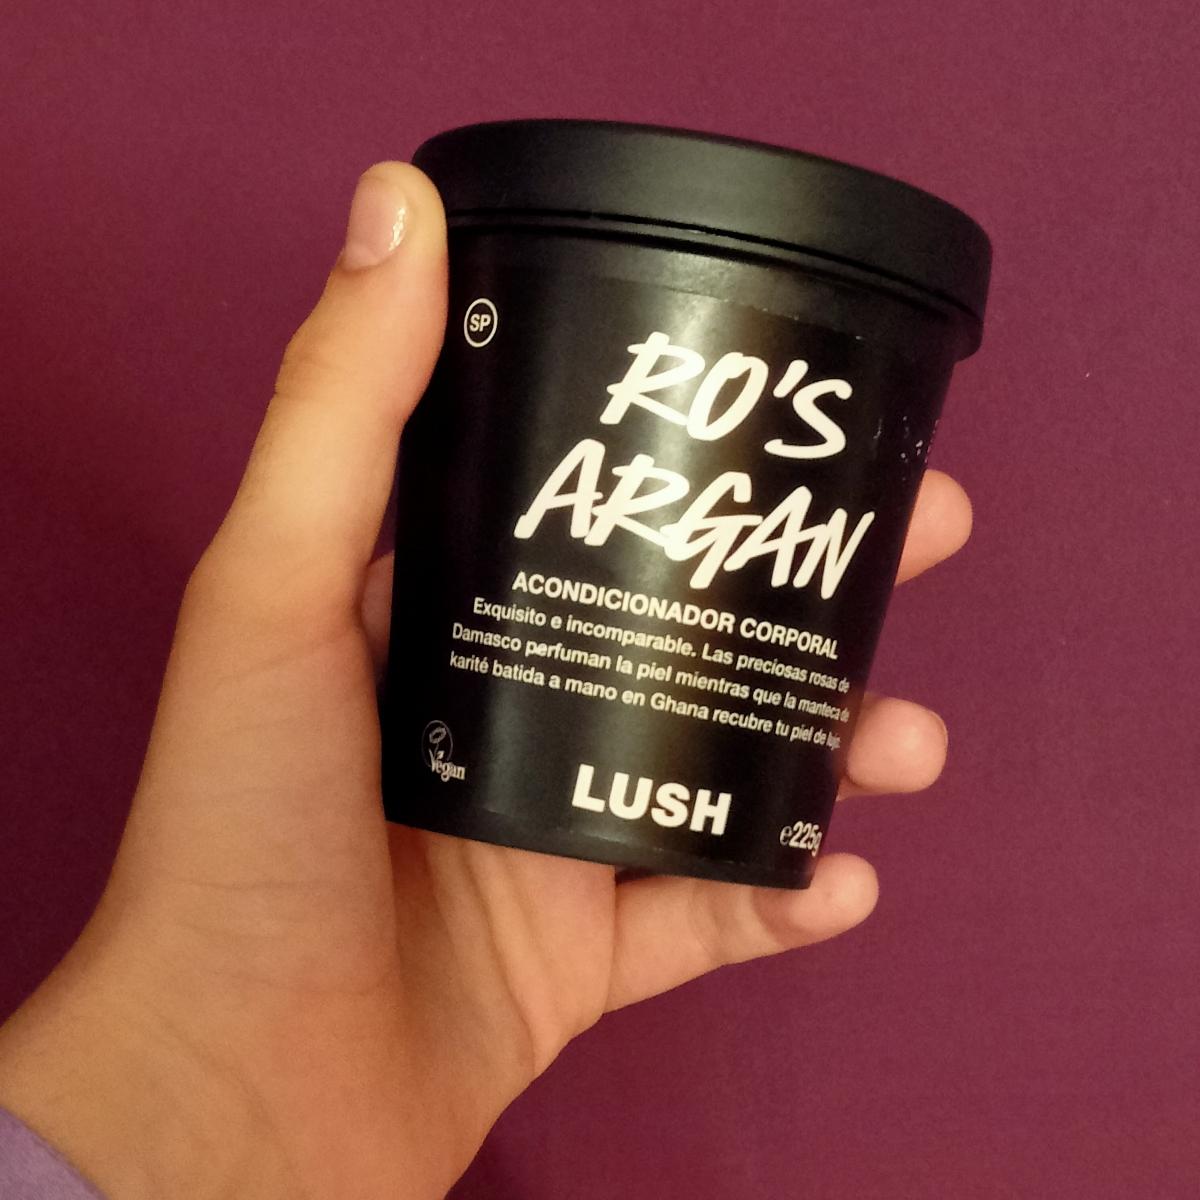 SP
RO'S
ARGAN
ACONDICIONADOR CORPORAL
Exquisito e incomparable. Las preciosas rosas de
Damasco perfuman la piel mientras que la manteca de
karité batida a mano en Ghana recubre tu piel de lujo.
Vegan
LUSH
e225g